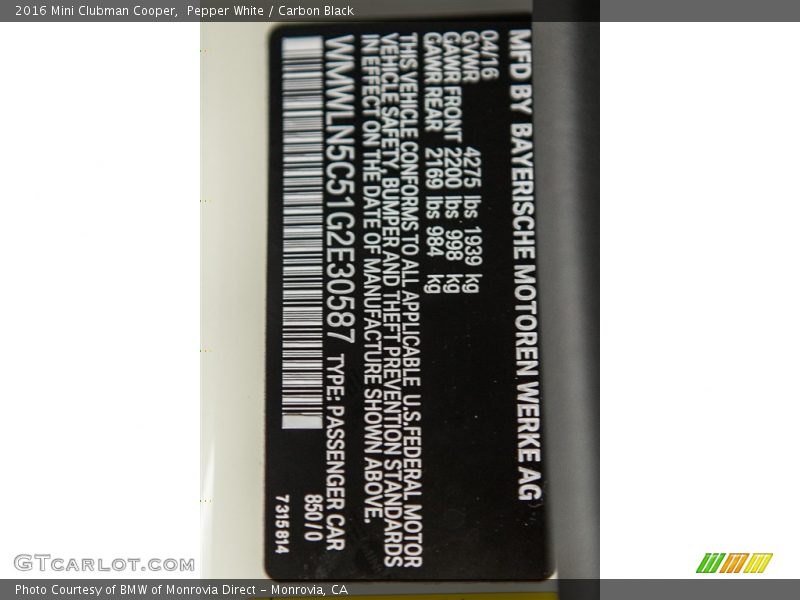 2016 Mini Clubman Cooper,  Pepper White / Carbon Black
MFD BY BAYERISCHE MOTOREN WERKE AG
04/16
GVWR 4275 lbs 1939 kg
GAWR FRONT 2200 lbs 998 kg
GAWR REAR 2169 lbs 984 kg
THIS VEHICLE CONFORMS TO ALL APPLICABLE U.S.FEDERAL MOTOR
VEHICLE SAFETY, BUMPER AND THEFT PREVENTION STANDARDS
IN EFFECT ON THE DATE OF MANUFACTURE SHOWN ABOVE.
WMWLN5C51G2E30587 TYPE: PASSENGER CAR
850/0
7315814
GTCARLOT.COM
Photo Courtesy of BMW of Monrovia Direct - Monrovia, CA